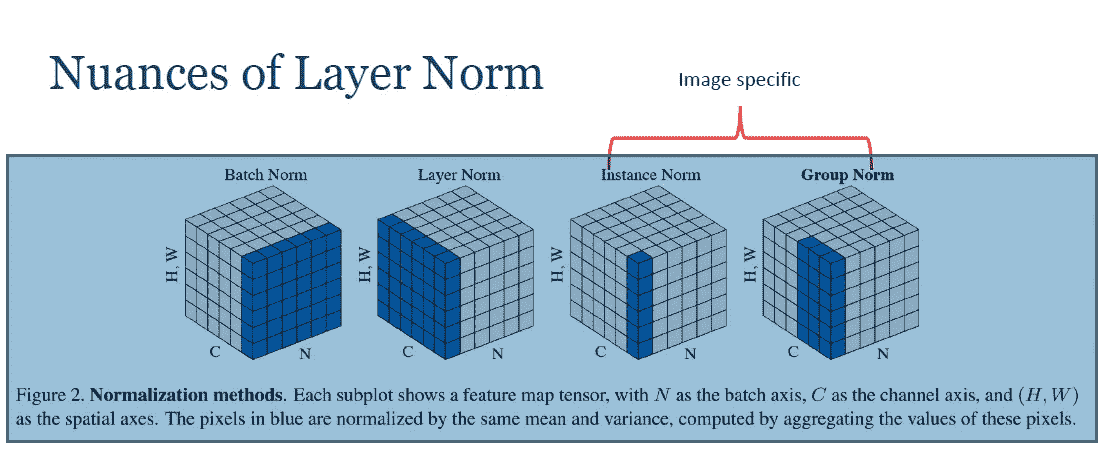 Nuances of Layer Norm
Image specific
Batch Norm
Layer Norm
Instance Norm
Group Norm
H, W
C
N
H, W
C
N
H, W
C
N
H, W
C
N
Figure 2. Normalization methods. Each subplot shows a feature map tensor, with N as the batch axis, C as the channel axis, and (H, W)
as the spatial axes. The pixels in blue are normalized by the same mean and variance, computed by aggregating the values of these pixels.